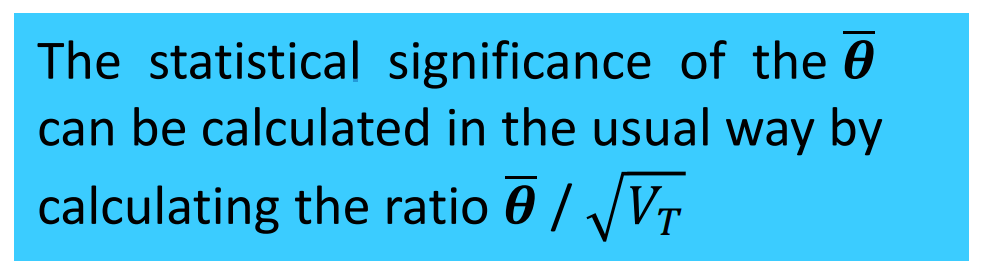 The statistical significance of the θ̅
can be calculated in the usual way by
calculating the ratio θ̅ / √V_T